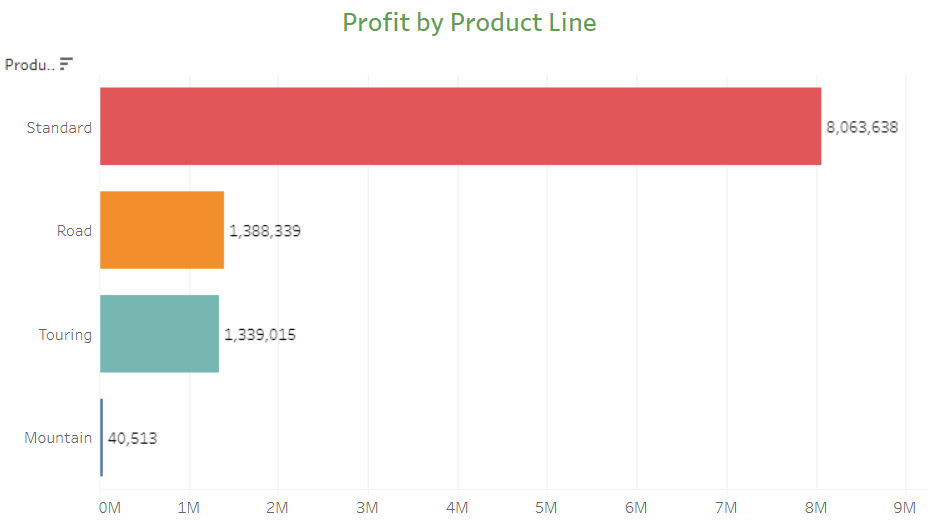 Profit by Product Line
Produ..
Standard 8,063,638
Road 1,388,339
Touring 1,339,015
Mountain 40,513
0M 1M 2M 3M 4M 5M 6M 7M 8M 9M